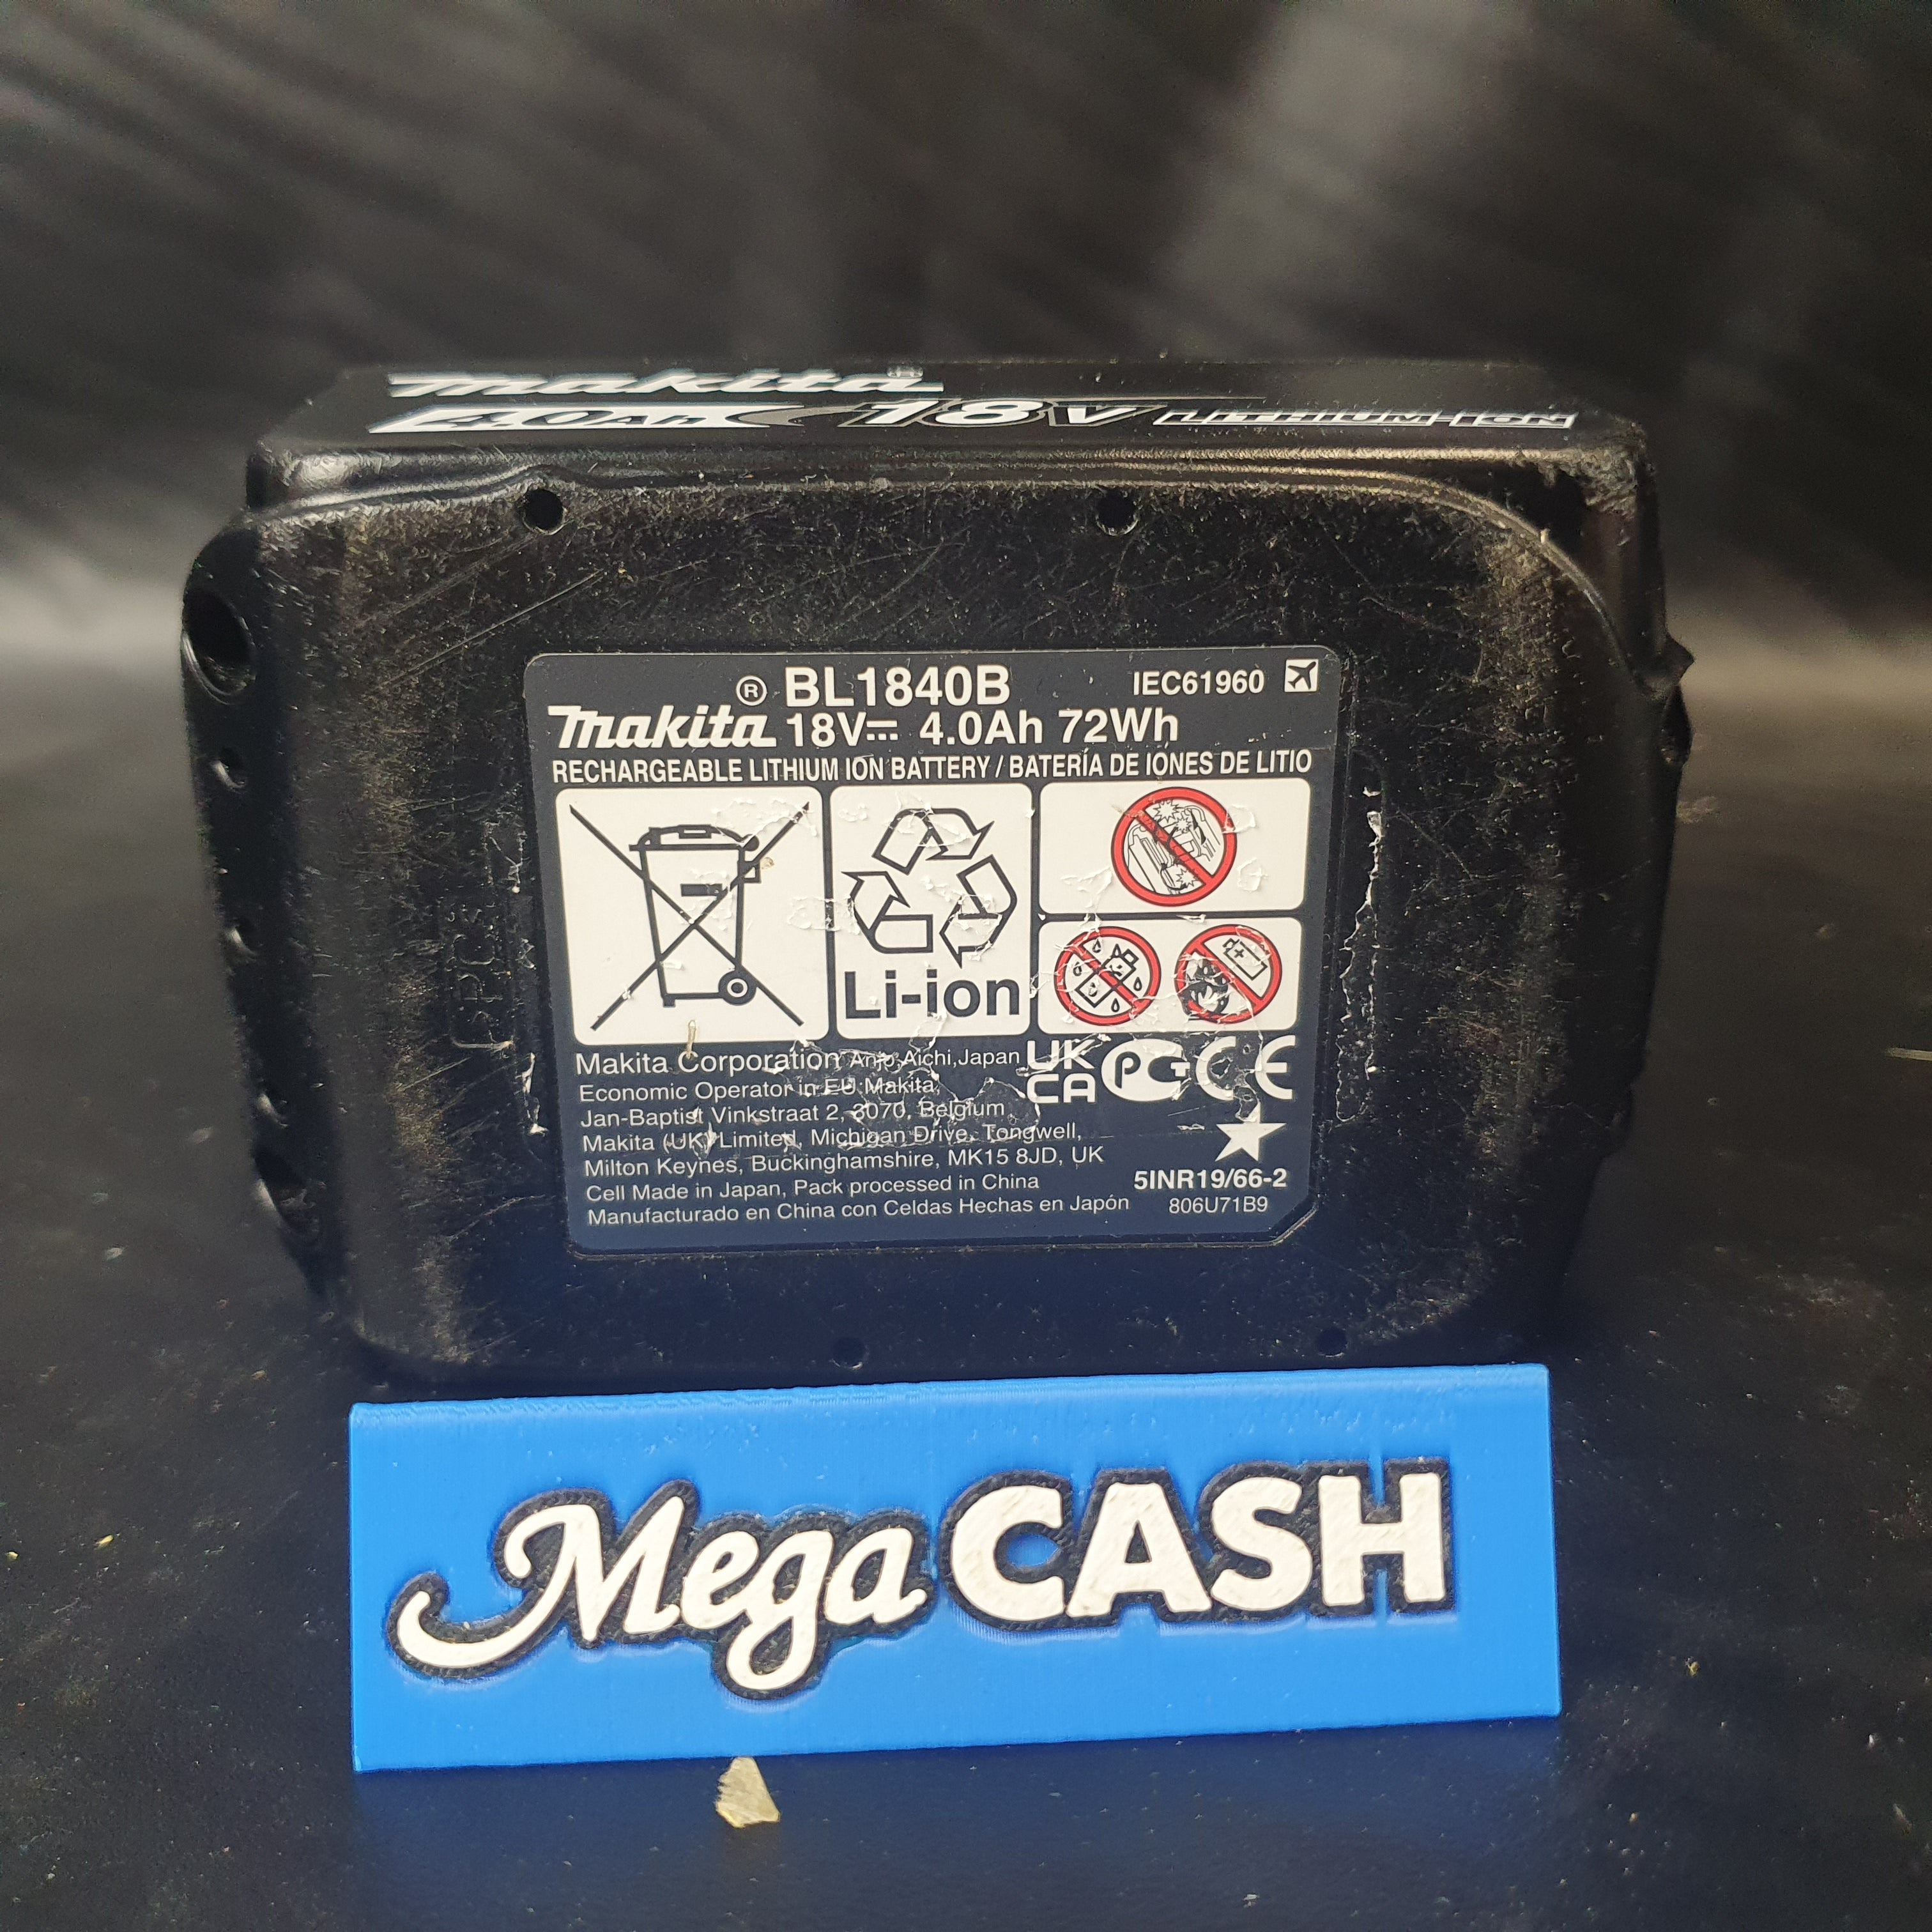 makita
4.0Ah 18V LITHIUM-ION
® BL1840B IEC61960
makita 18V 4.0Ah 72Wh
RECHARGEABLE LITHIUM ION BATTERY / BATERÍA DE IONES DE LITIO
Li-ion
Makita Corporation Anjo,Aichi,Japan
UK
CA
CE
Economic Operator in EU Makita
Jan-Baptist Vinkstraat 2, 3070, Belgium
Makita (UK) Limited, Michigan Drive, Tongwell,
Milton Keynes, Buckinghamshire, MK15 8JD, UK
Cell Made in Japan, Pack processed in China
5INR19/66-2
Manufacturado en China con Celdas Hechas en Japón
806U71B9
Mega CASH